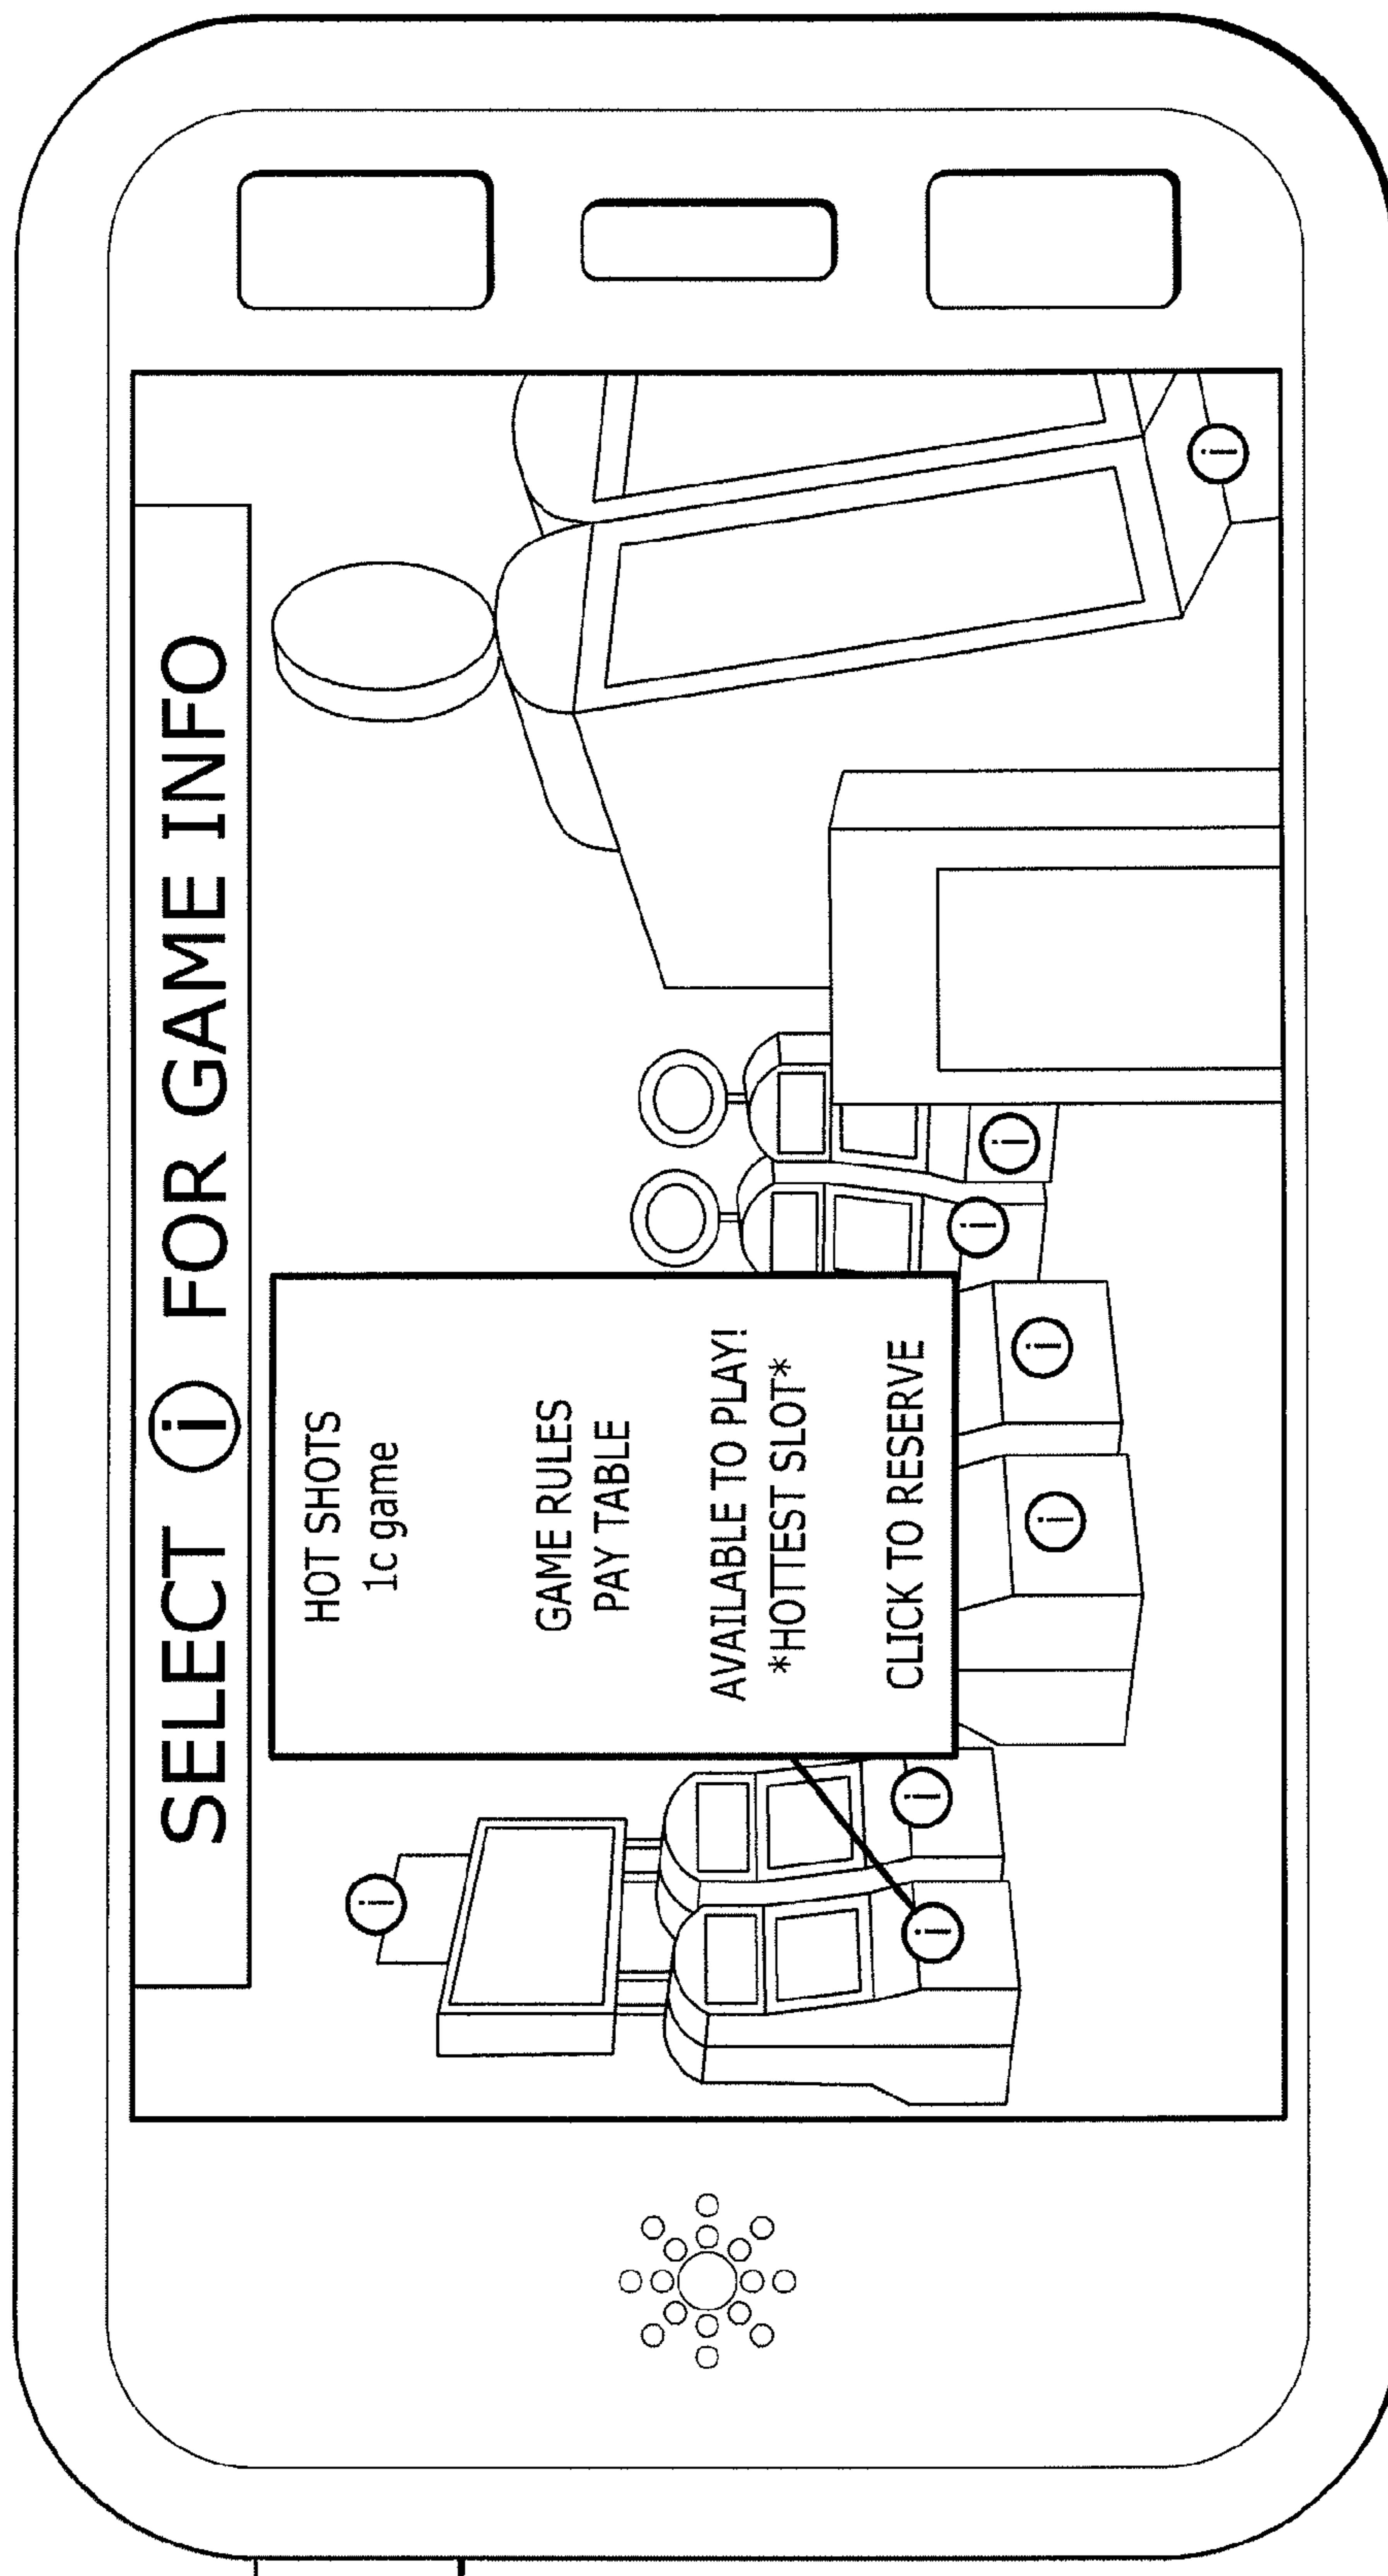 SELECT i FOR GAME INFO
HOT SHOTS
1c game
GAME RULES
PAY TABLE
AVAILABLE TO PLAY!
*HOTTEST SLOT*
CLICK TO RESERVE
i
i
i
i
i
i
i
i